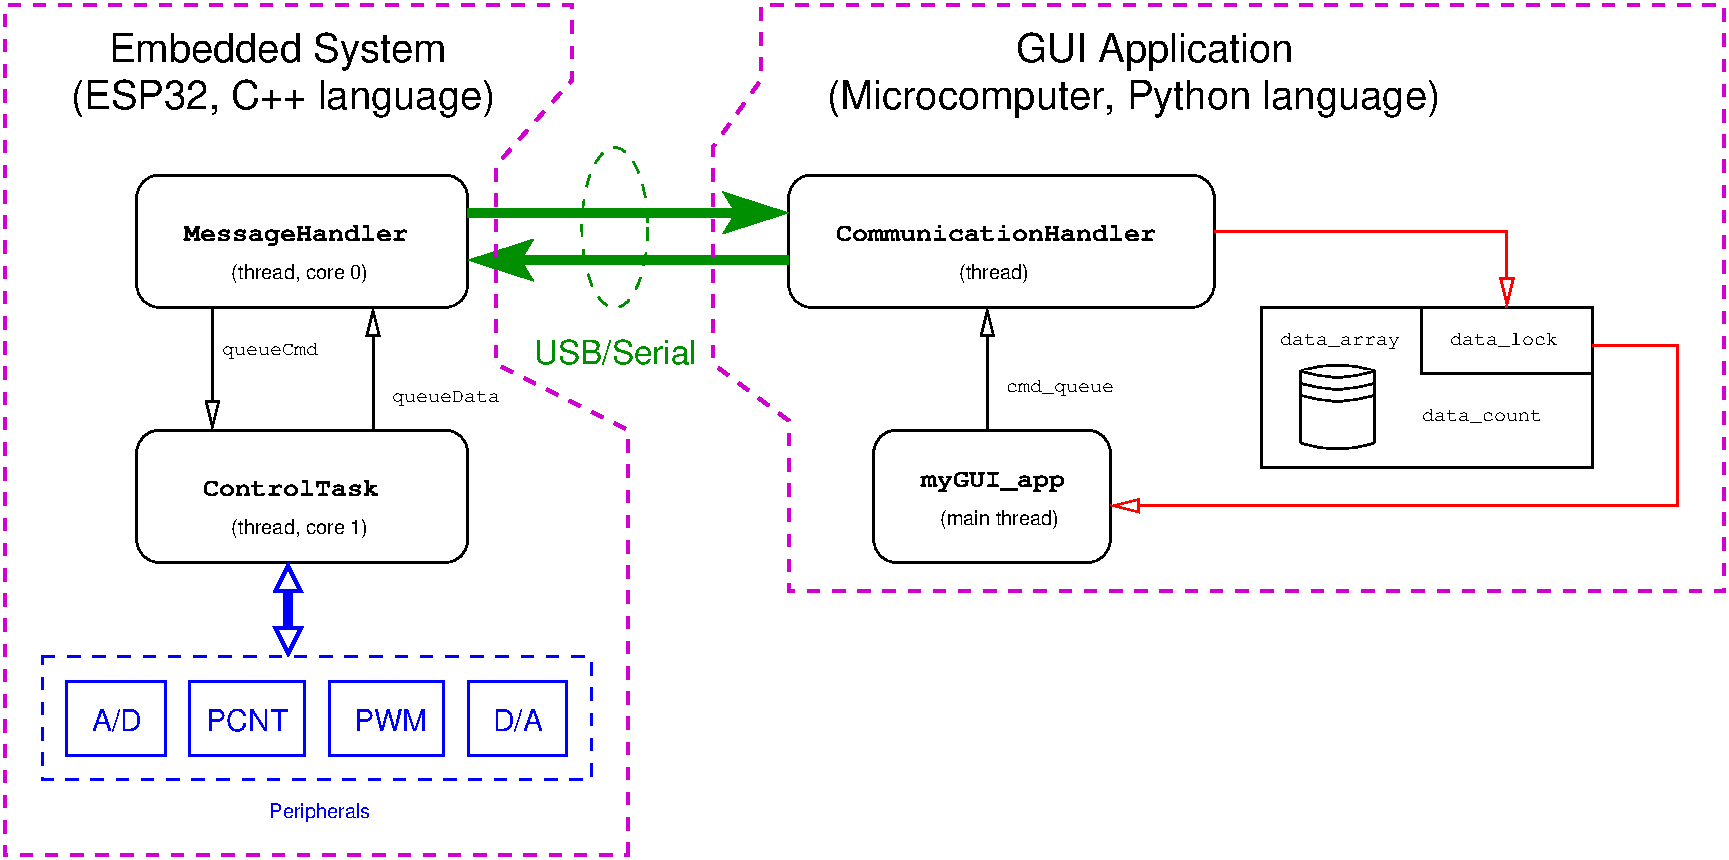 Embedded System
(ESP32, C++ language)
GUI Application
(Microcomputer, Python language)
MessageHandler
(thread, core 0)
CommunicationHandler
(thread)
USB/Serial
queueCmd
queueData
cmd_queue
data_array
data_lock
data_count
ControlTask
(thread, core 1)
myGUI_app
(main thread)
A/D
PCNT
PWM
D/A
Peripherals